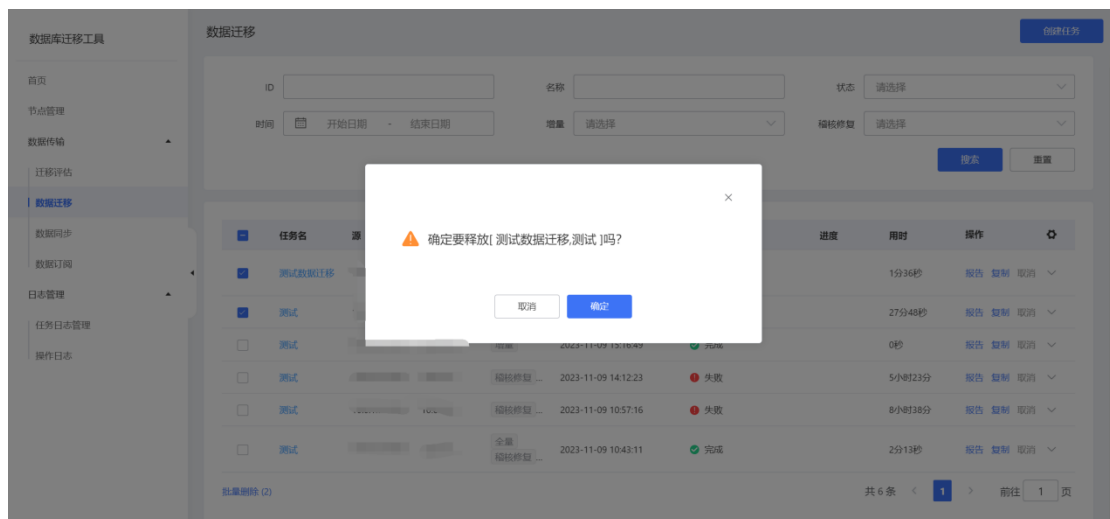 数据库迁移工具
数据迁移
创建任务
首页
节点管理
数据传输
迁移评估
数据迁移
数据同步
数据订阅
日志管理
任务日志管理
操作日志
ID
名称
状态 请选择
时间 开始日期 - 结束日期
增量 请选择
稽核修复 请选择
搜索 重置
确定要释放[ 测试数据迁移,测试 ]吗?
取消 确定
任务名 源 进度 用时 操作
测试数据迁移 1分36秒 报告 复制 取消
测试 27分48秒 报告 复制 取消
测试 增量 2023-11-09 15:16:49 完成 0秒 报告 复制 取消
测试 稽核修复 ... 2023-11-09 14:12:23 失败 5小时23分 报告 复制 取消
测试 稽核修复 ... 2023-11-09 10:57:16 失败 8小时38分 报告 复制 取消
测试 全量 稽核修复 ... 2023-11-09 10:43:11 完成 2分13秒 报告 复制 取消
批量删除 (2)
共 6 条 < 1 > 前往 1 页